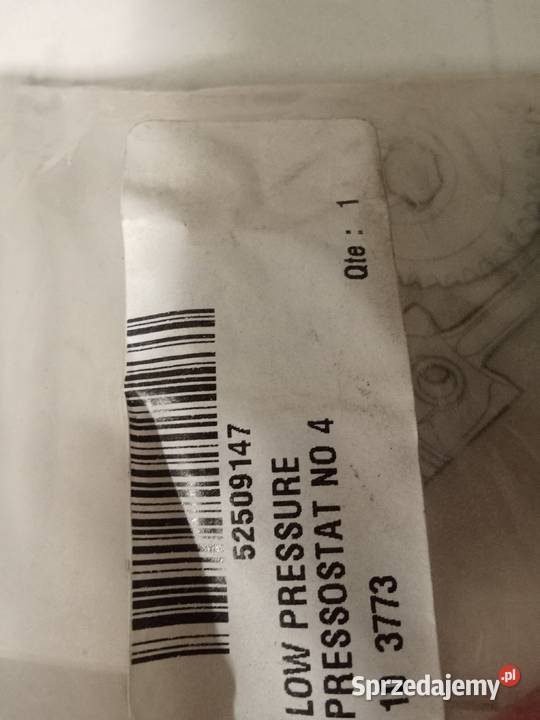 52509147
LOW PRESSURE
PRESSOSTAT NO 4
Qte : 1
3773
Sprzedajemy.pl